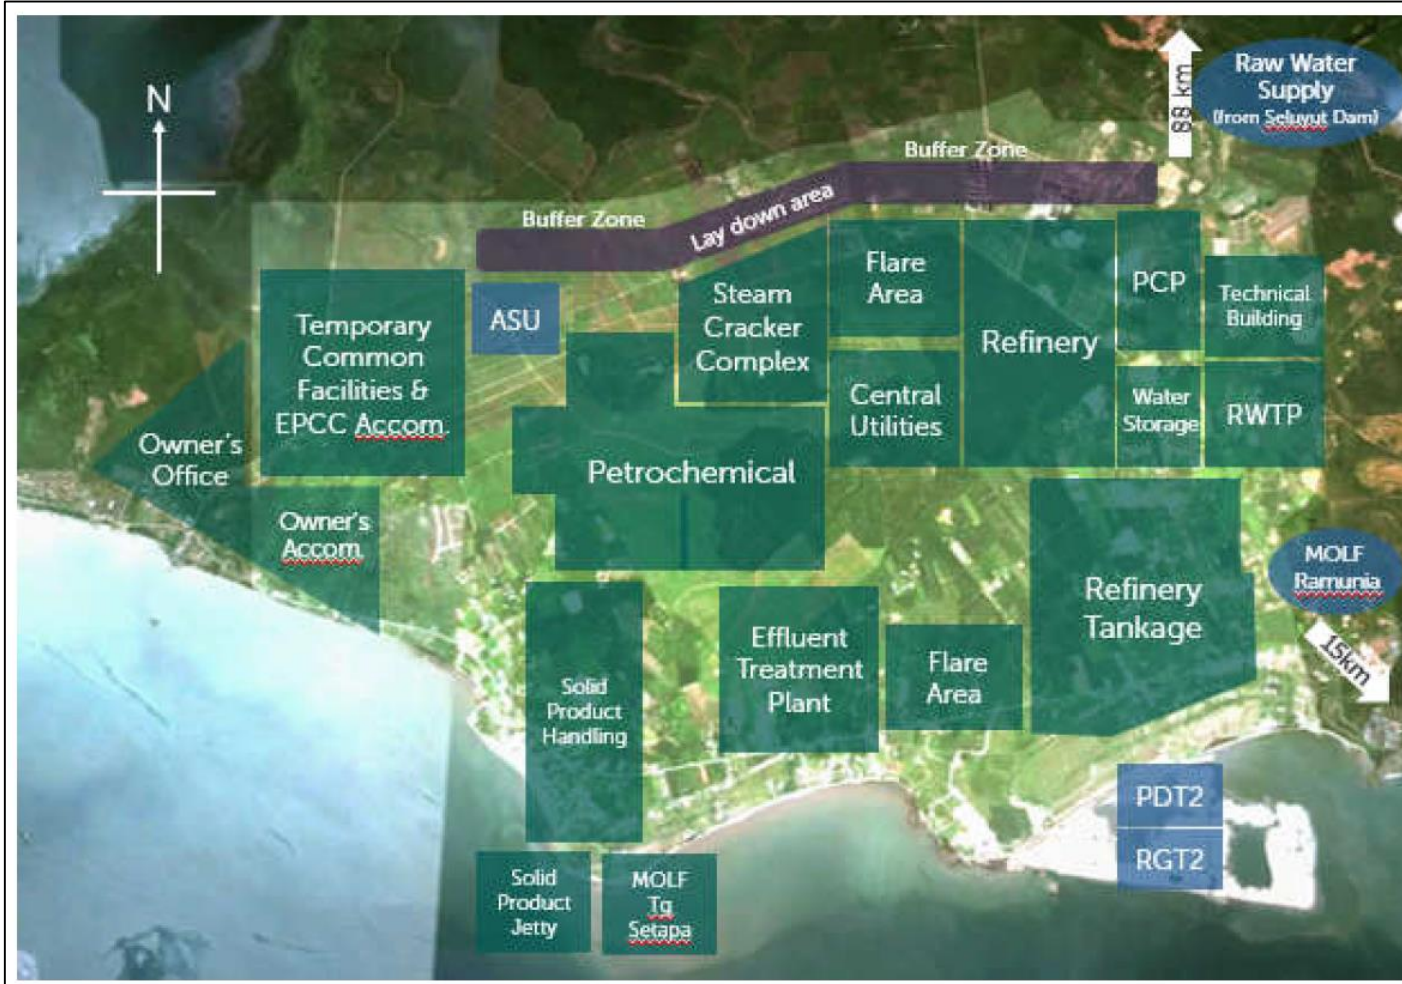 N
88 km
Raw Water
Supply
(from Seluyut Dam)
Buffer Zone
Buffer Zone
Lay down area
Temporary
Common
Facilities &
EPCC Accom.
ASU
Steam
Cracker
Complex
Flare
Area
Refinery
PCP
Technical
Building
Owner's
Office
Petrochemical
Central
Utilities
Water
Storage
RWTP
Owner's
Accom.
MOLF
Ramunia
15km
Refinery
Tankage
Solid
Product
Handling
Effluent
Treatment
Plant
Flare
Area
PDT2
RGT2
Solid
Product
Jetty
MOLF
Tg
Setapa